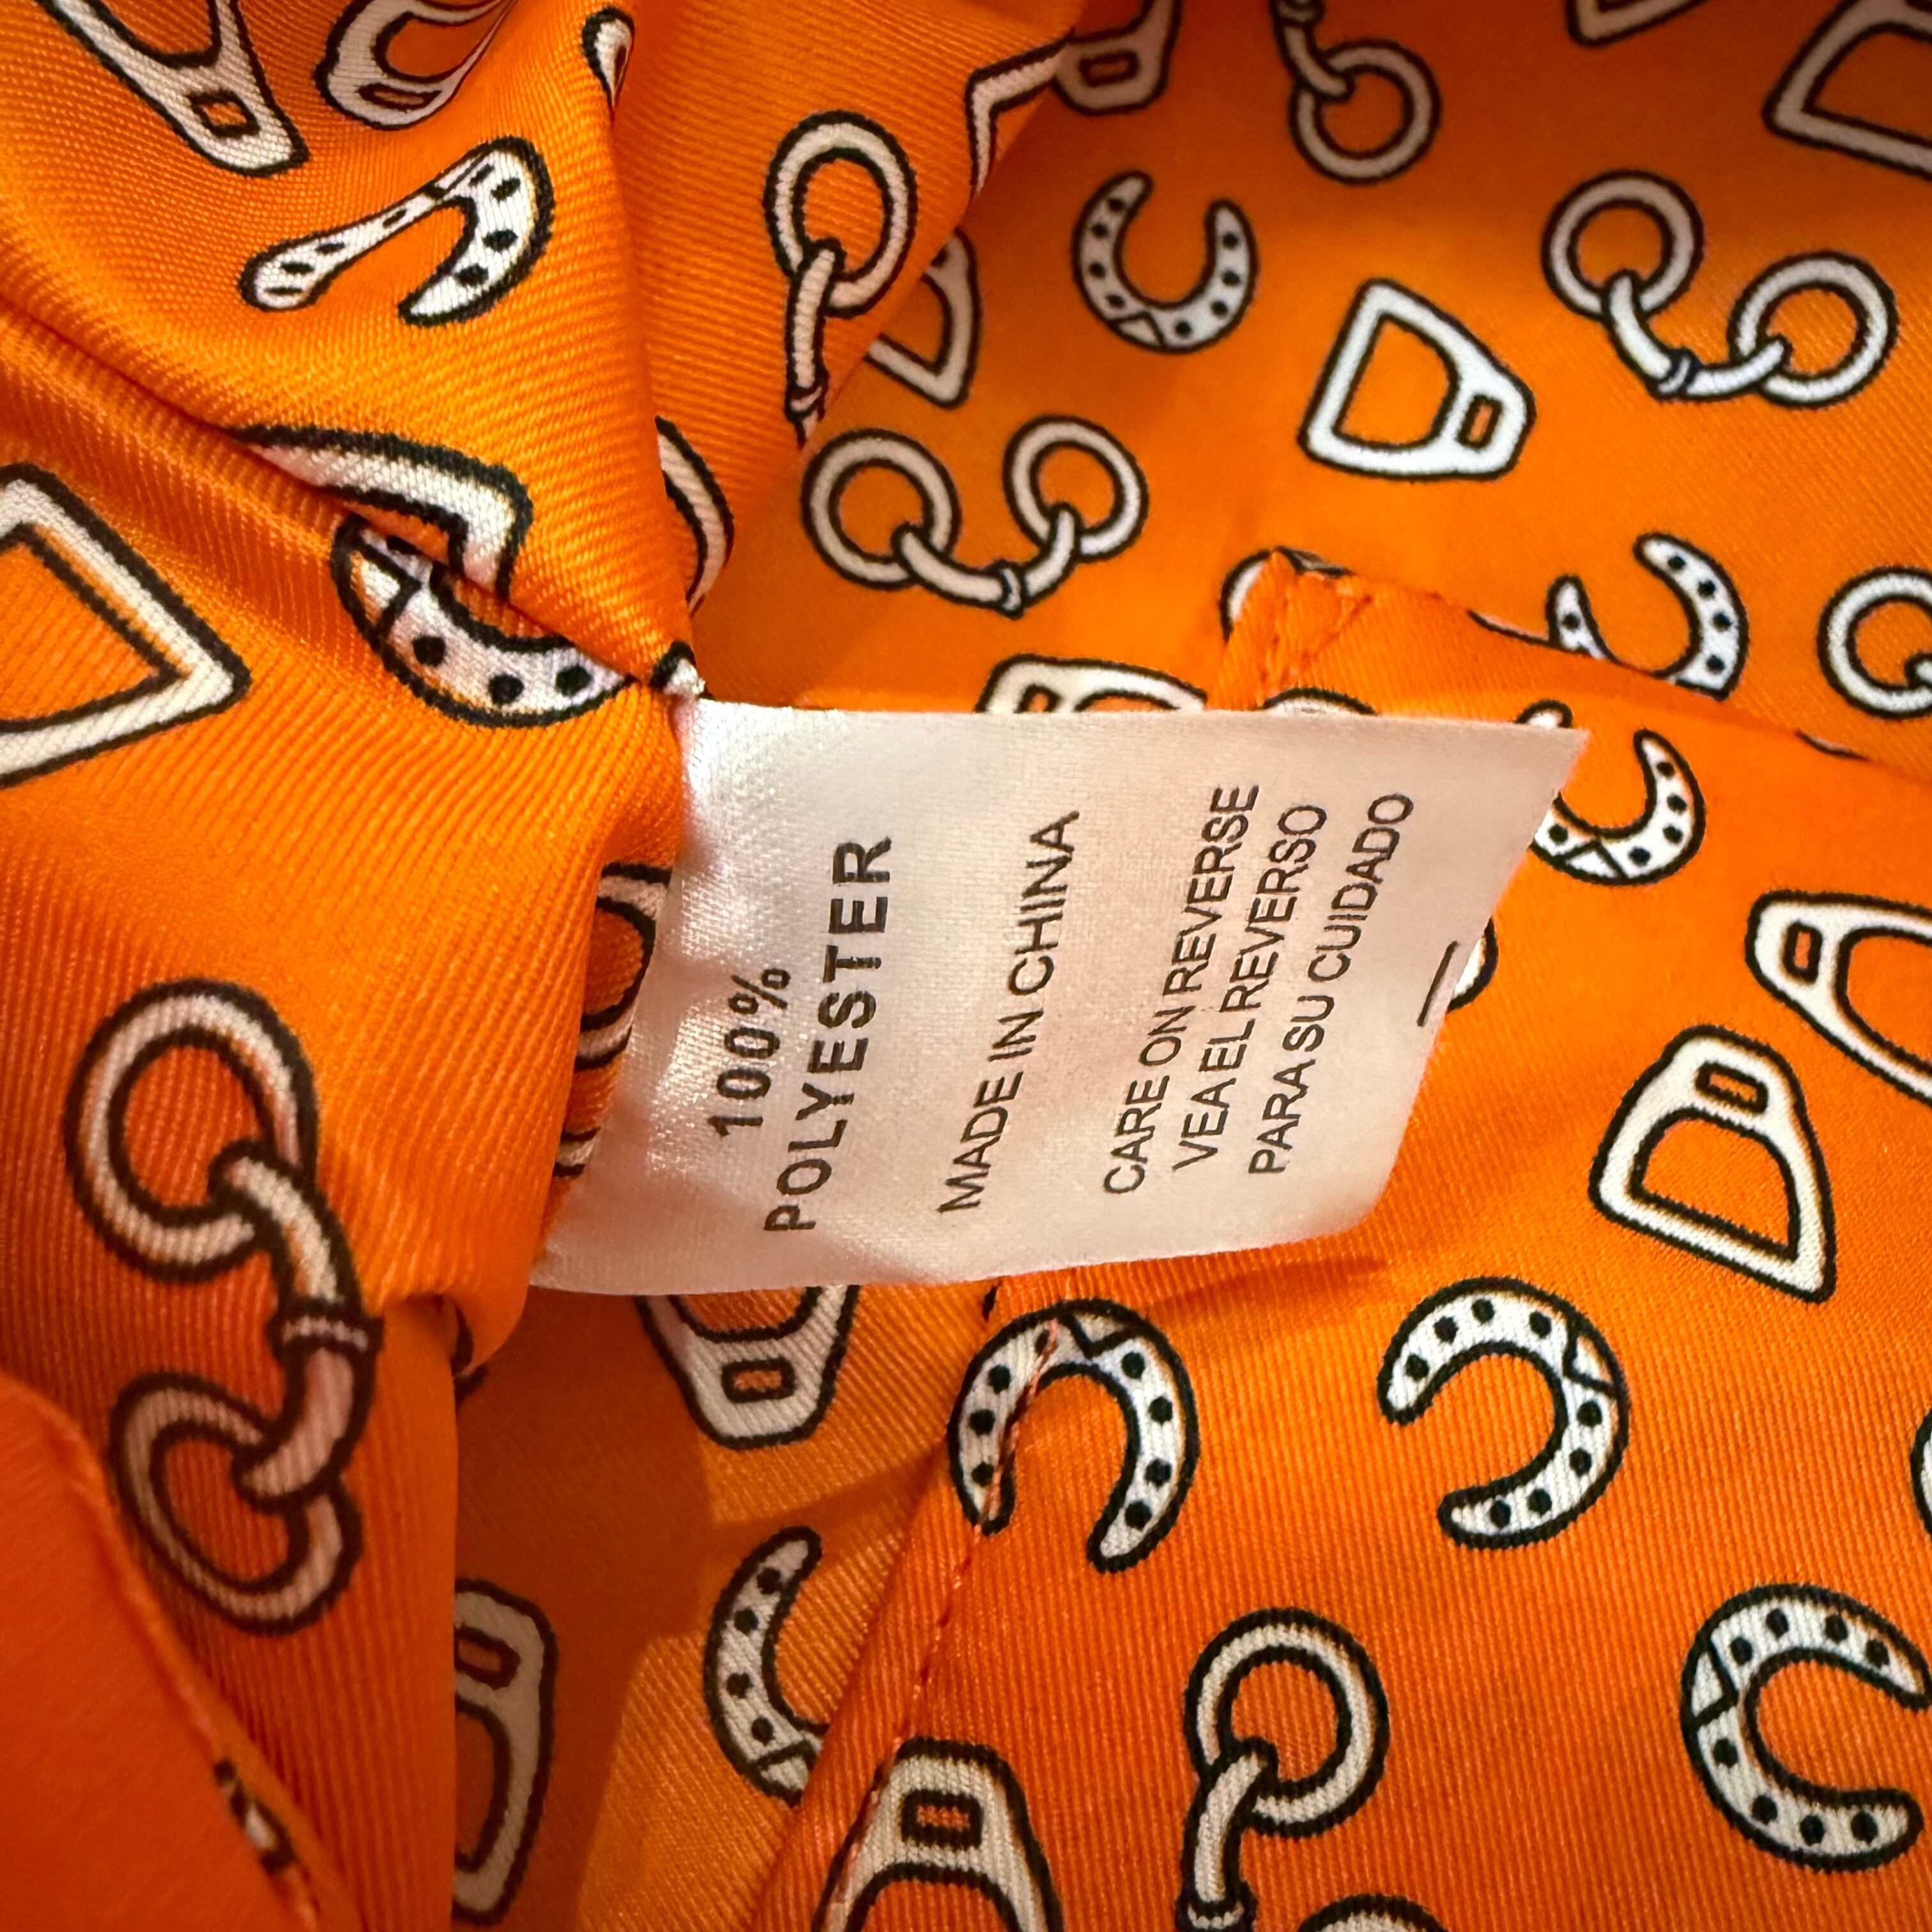 100%
POLYESTER
MADE IN CHINA
CARE ON REVERSE
VEA EL REVERSO
PARA SU CUIDADO